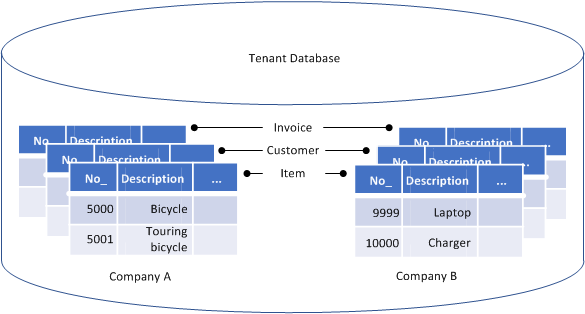 Tenant Database
Invoice
Customer
Item
No_ Description
No_ Description ...
No_ Description ...
5000 Bicycle
5001 Touring
bicycle
Company A
No_ Description ...
No_ Description ...
No_ Description ...
9999 Laptop
10000 Charger
Company B